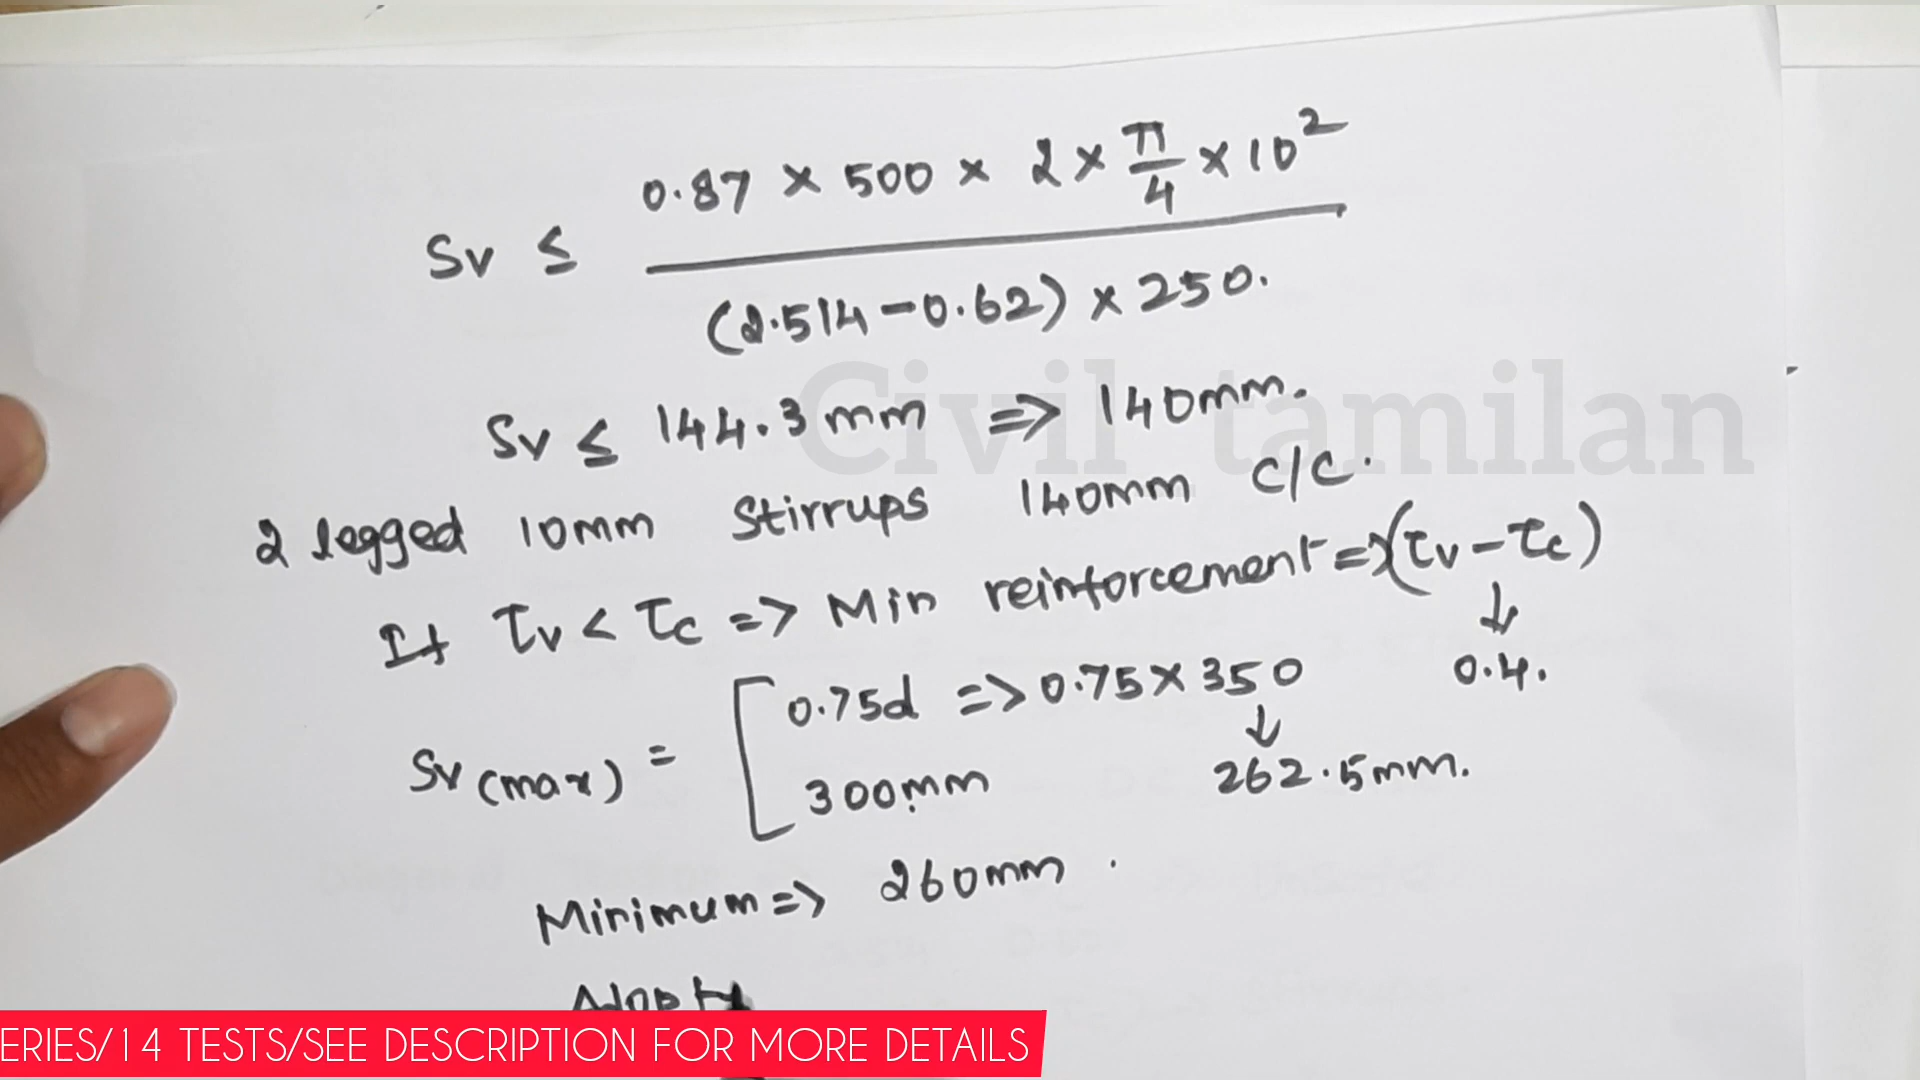 Sv ≤ 0.87 × 500 × 2 × π/4 × 10²
(2.514 - 0.62) × 250.
Sv ≤ 144.3 mm => 140mm.
Civil tamilan
2 legged 10mm Stirrups 140mm c/c.
If τv < τc => Min reinforcement => (τv - τc)
↓
0.4.
Sv (max) = [ 0.75d => 0.75 × 350
↓
300mm 262.5mm.
Minimum => 260mm.
Adopt
ERIES/14 TESTS/SEE DESCRIPTION FOR MORE DETAILS